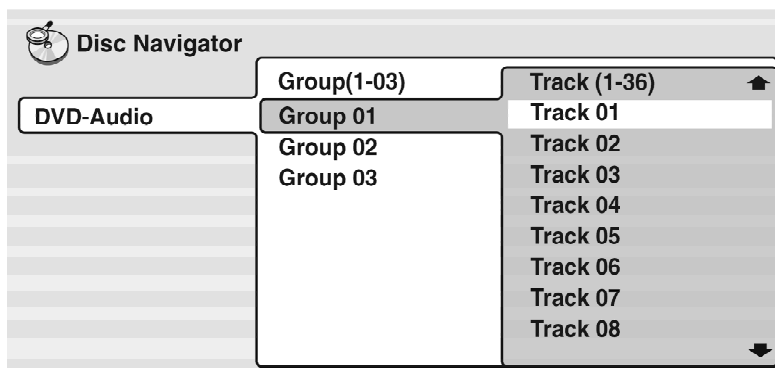 Disc Navigator
DVD-Audio
Group(1-03)
Group 01
Group 02
Group 03
Track (1-36)
Track 01
Track 02
Track 03
Track 04
Track 05
Track 06
Track 07
Track 08